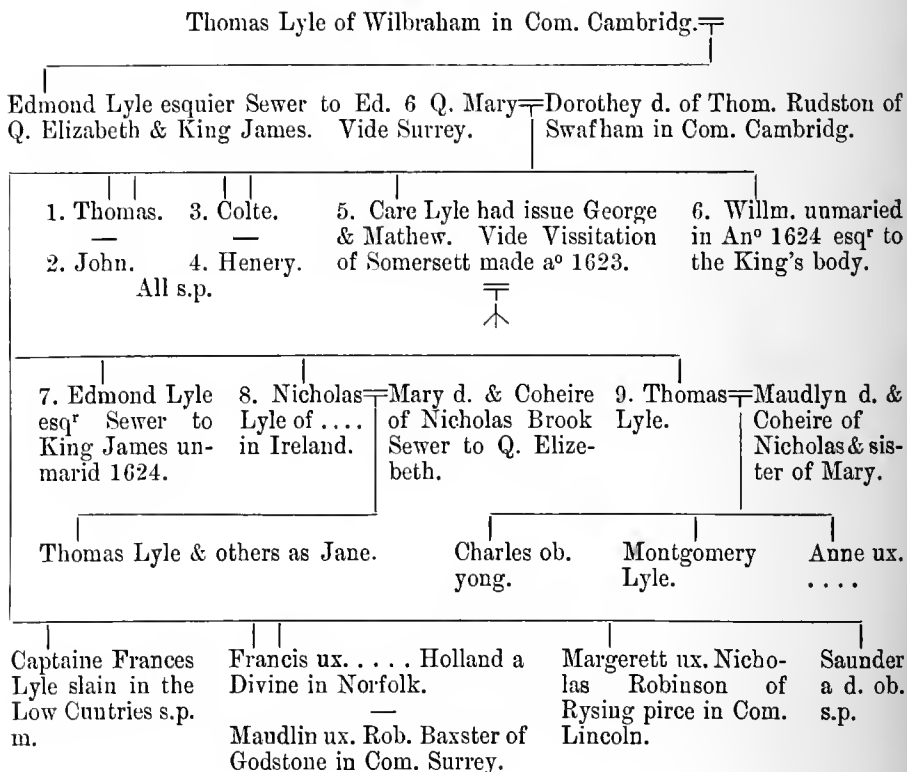 Thomas Lyle of Wilbraham in Com. Cambridg.
Edmond Lyle esquier Sewer to Ed. 6 Q. Mary
Q. Elizabeth & King James. Vide Surrey.
Dorothey d. of Thom. Rudston of
Swafham in Com. Cambridg.
1. Thomas.
2. John.
3. Colte.
4. Henery.
All s.p.
5. Care Lyle had issue George
& Mathew. Vide Vissitation
of Somersett made aº 1623.
6. Willm. unmaried
in Anº 1624 esqʳ to
the King's body.
7. Edmond Lyle
esqʳ Sewer to
King James un-
marid 1624.
8. Nicholas
Lyle of ....
in Ireland.
Mary d. & Coheire
of Nicholas Brook
Sewer to Q. Elize-
beth.
9. Thomas
Lyle.
Maudlyn d. &
Coheire of
Nicholas & sis-
ter of Mary.
Thomas Lyle & others as Jane.
Charles ob.
yong.
Montgomery
Lyle.
Anne ux.
....
Captaine Frances
Lyle slain in the
Low Cuntries s.p.
m.
Francis ux..... Holland a
Divine in Norfolk.
Maudlin ux. Rob. Baxster of
Godstone in Com. Surrey.
Margerett ux. Nicho-
las Robinson of
Rysing pirce in Com.
Lincoln.
Saunder
a d. ob.
s.p.